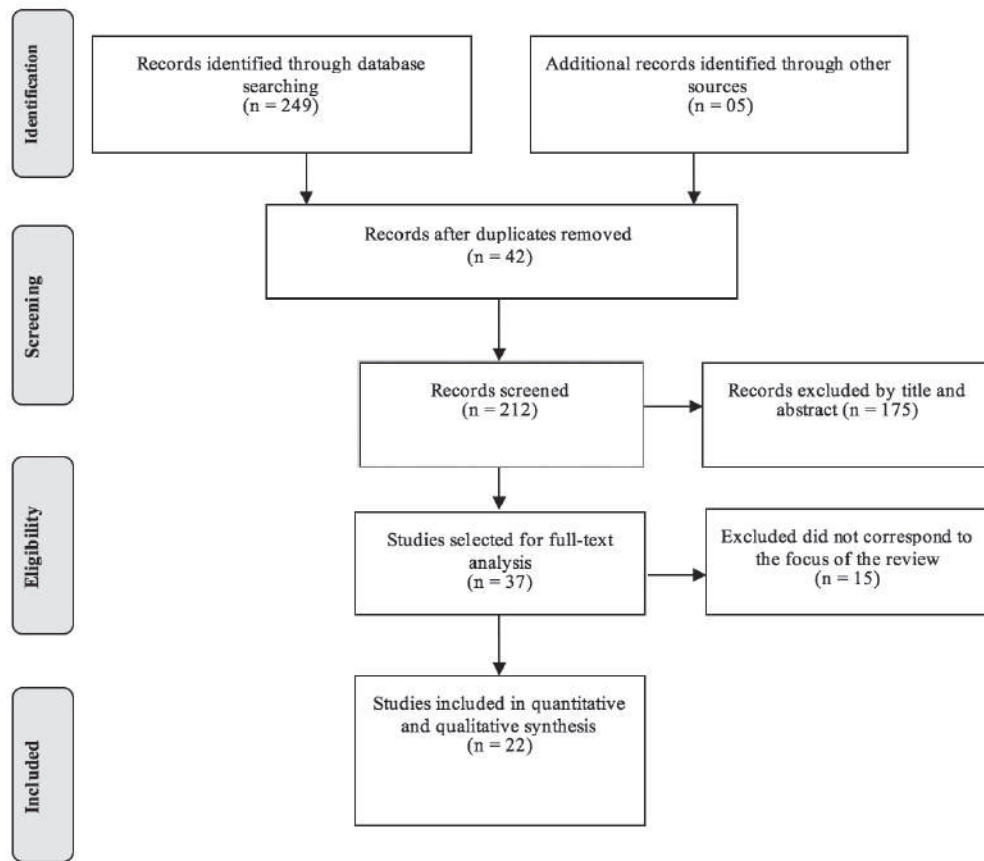 Identification
Records identified through database
searching
(n = 249)
Additional records identified through other
sources
(n = 05)
Screening
Records after duplicates removed
(n = 42)
Records screened
(n = 212)
Records excluded by title and
abstract (n = 175)
Eligibility
Studies selected for full-text
analysis
(n = 37)
Excluded did not correspond to
the focus of the review
(n = 15)
Included
Studies included in quantitative
and qualitative synthesis
(n = 22)